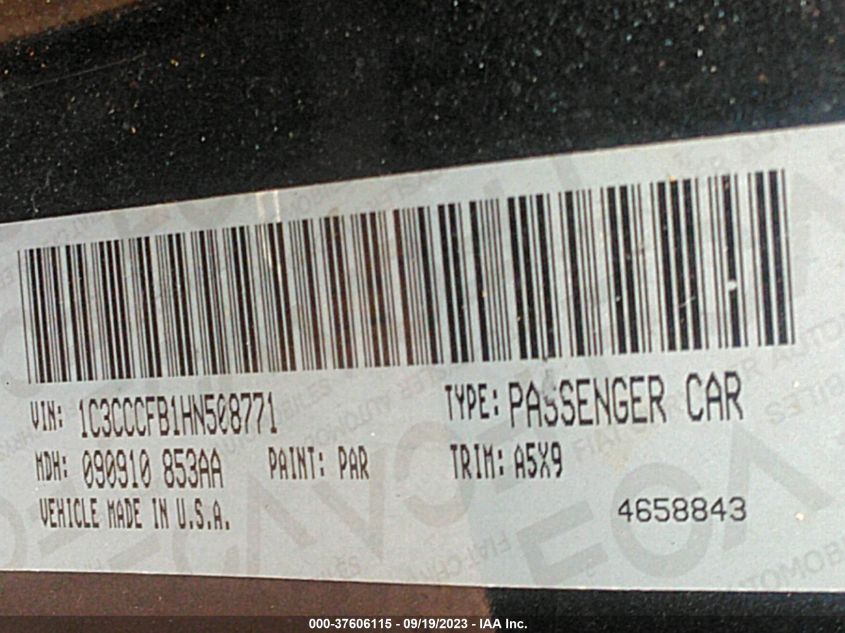 VIN: 1C3CCCFB1HN508771
TYPE: PASSENGER CAR
MDH: 090910 853AA PAINT: PAR
TRIM: A5X9
VEHICLE MADE IN U.S.A.
4658843
000-37606115 - 09/19/2023 - IAA Inc.